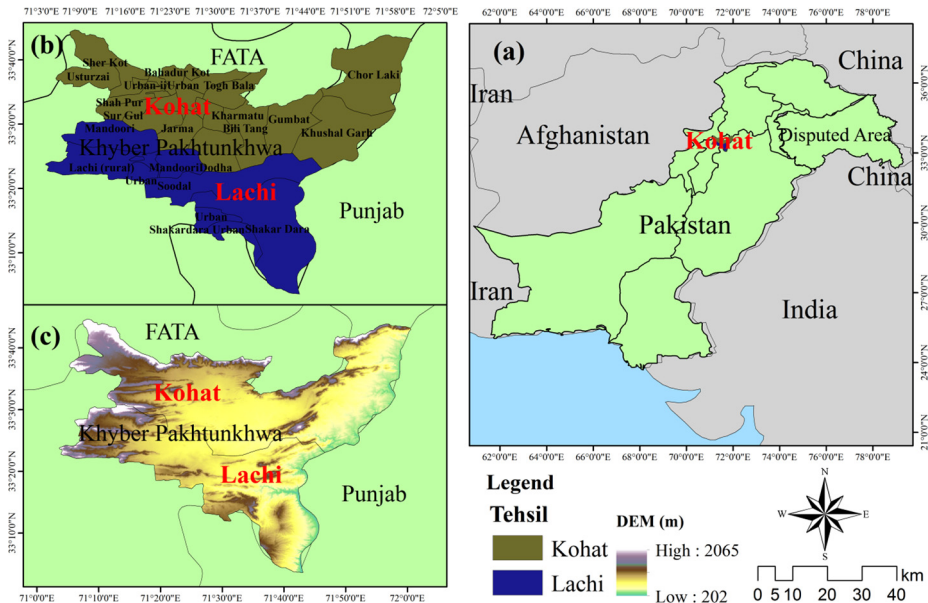 71°3'0"E 71°9'0"E 71°16'0"E 71°23'0"E 71°30'0"E 71°37'0"E 71°44'0"E 71°58'0"E 72°5'0"E
33°40'0"N
33°30'0"N
33°20'0"N
33°10'0"N
(b)
FATA
Sher Kot
Usturzai
Bahadur Kot
Urban-iiUrban Togh Bala
Chor Laki
Shah Pur
Kohat
Sur Gul
Kharmatu
Gumbat
Mandoori
Jarma
Bili Tang
Khushal Garh
Khyber Pakhtunkhwa
Lachi (rural)
MandooriDodha
Urban
Soodal
Lachi
Punjab
Urban
Shakardara Urban
Shakar Dara
(c)
FATA
Kohat
Khyber Pakhtunkhwa
Lachi
Punjab
33°40'0"N
33°30'0"N
33°20'0"N
33°10'0"N
71°0'0"E 71°10'0"E 71°20'0"E 71°30'0"E 71°40'0"E 71°50'0"E 72°0'0"E
62°0'0"E 64°0'0"E 66°0'0"E 68°0'0"E 70°0'0"E 72°0'0"E 74°0'0"E 76°0'0"E 78°0'0"E
(a)
China
Iran
Afghanistan
Kohat
Disputed Area
China
Pakistan
Iran
India
36°0'0"N
33°0'0"N
30°0'0"N
27°0'0"N
24°0'0"N
21°0'0"N
62°0'0"E 64°0'0"E 66°0'0"E 68°0'0"E 70°0'0"E 72°0'0"E 74°0'0"E 76°0'0"E 78°0'0"E
Legend
Tehsil
Kohat
Lachi
DEM (m)
High : 2065
Low : 202
N
W
E
S
km
0 5 10 20 30 40